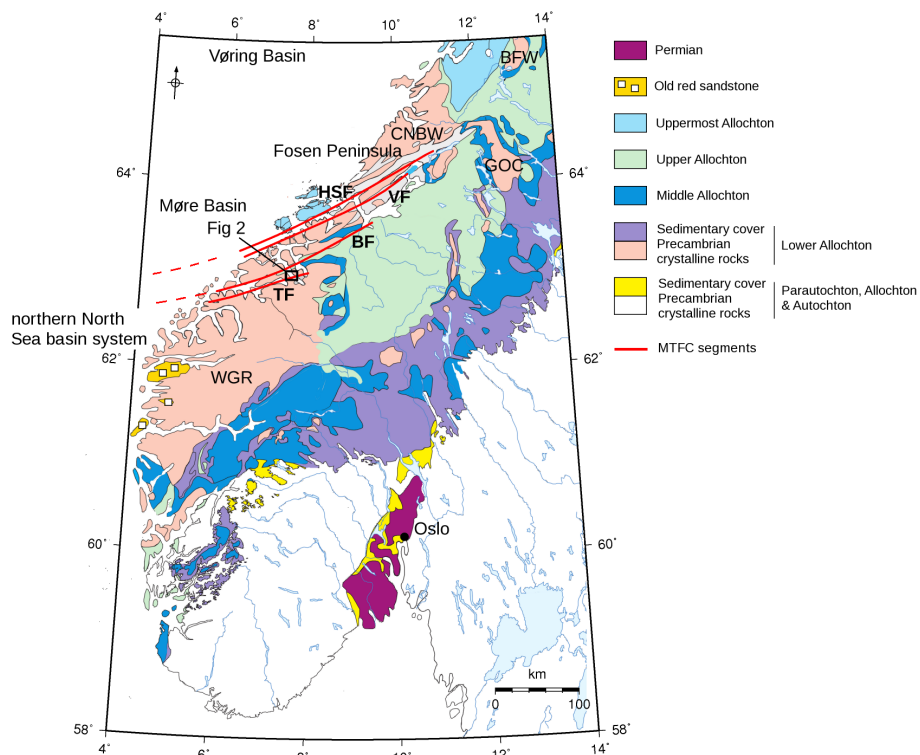 4°
6°
8°
10°
12°
14°
Vøring Basin
BFW
CNBW
Fosen Peninsula
GOC
64°
64°
HSF
VF
Møre Basin
Fig 2
BF
TF
northern North
Sea basin system
62°
62°
WGR
Oslo
60°
60°
km
0
100
58°
58°
4°
6°
8°
10°
12°
14°
Permian
Old red sandstone
Uppermost Allochton
Upper Allochton
Middle Allochton
Sedimentary cover
Precambrian
crystalline rocks
Lower Allochton
Sedimentary cover
Precambrian
crystalline rocks
Parautochton, Allochton
& Autochton
MTFC segments